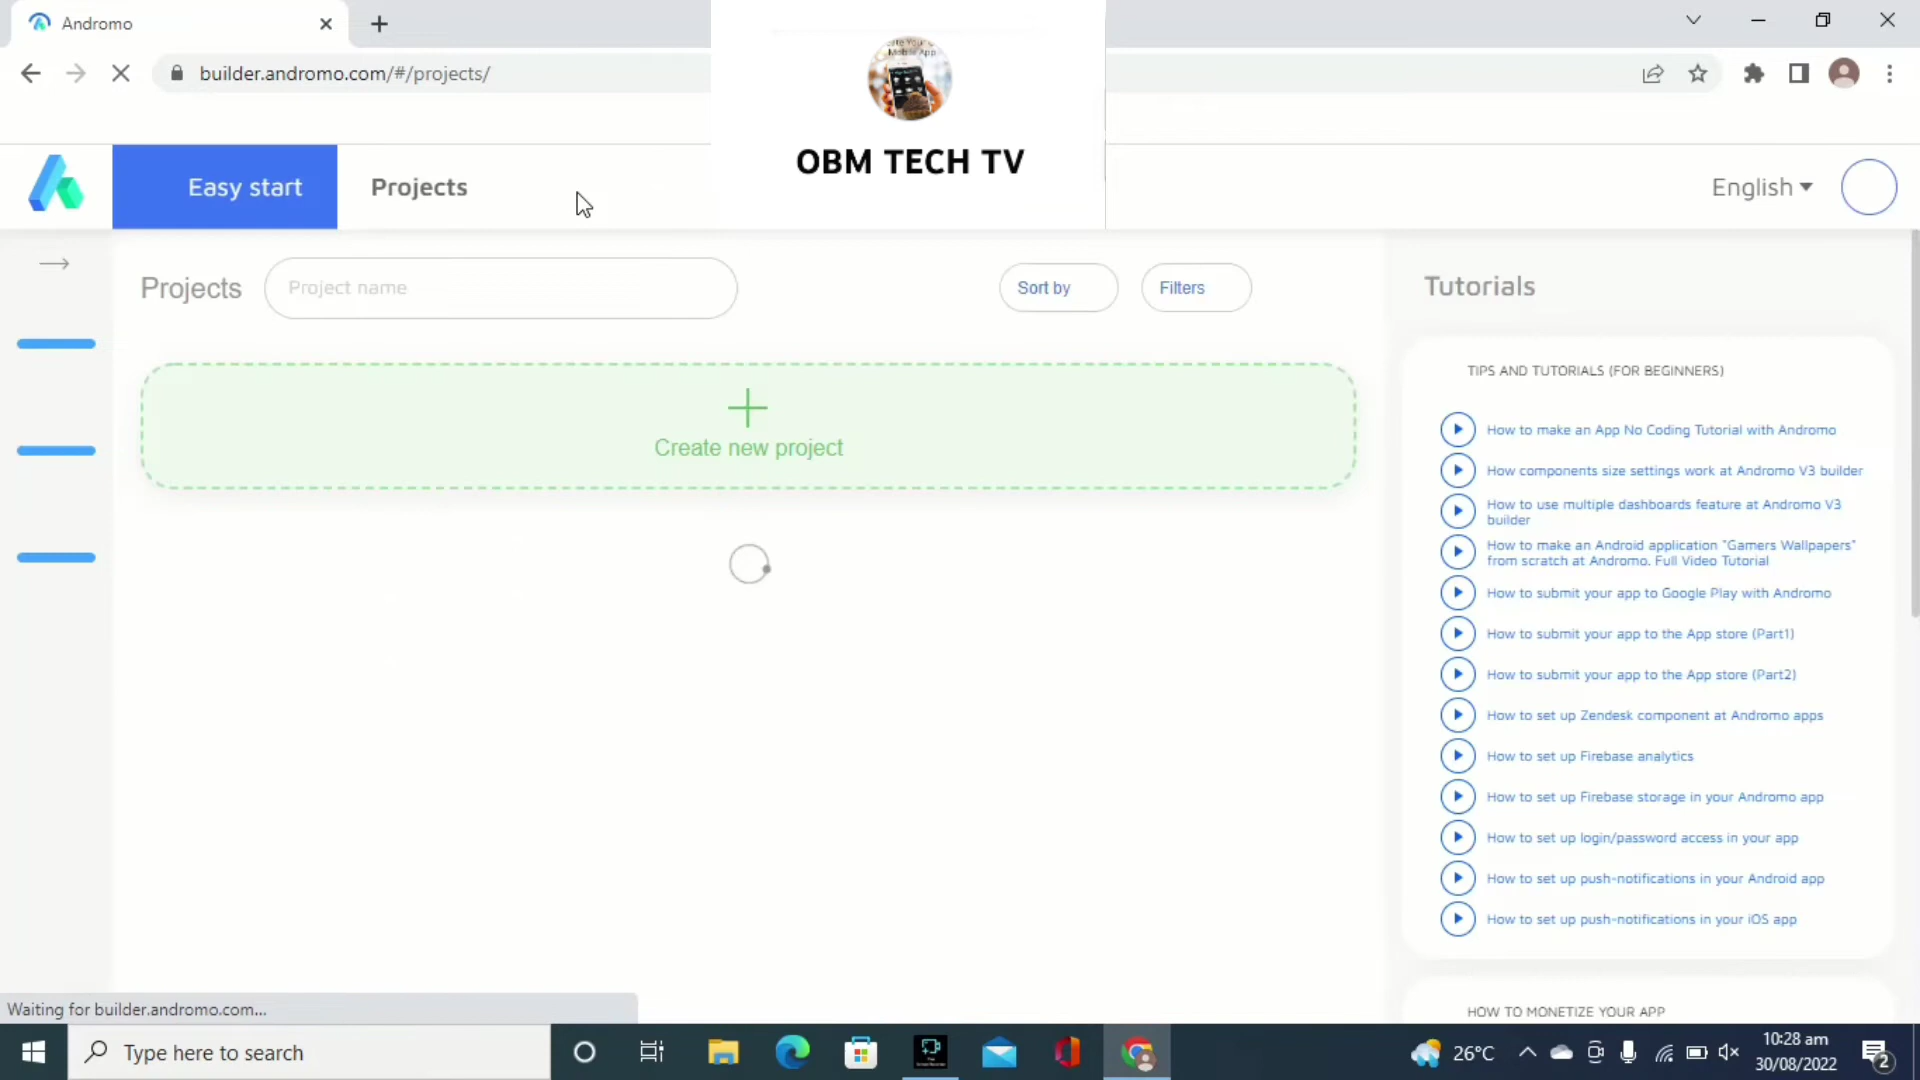 Andromo
builder.andromo.com/#/projects/
OBM TECH TV
Easy start
Projects
English
Projects
Project name
Sort by
Filters
Create new project
Tutorials
TIPS AND TUTORIALS (FOR BEGINNERS)
How to make an App No Coding Tutorial with Andromo
How components size settings work at Andromo V3 builder
How to use multiple dashboards feature at Andromo V3
builder
How to make an Android application "Gamers Wallpapers"
from scratch at Andromo. Full Video Tutorial
How to submit your app to Google Play with Andromo
How to submit your app to the App store (Part1)
How to submit your app to the App store (Part2)
How to set up Zendesk component at Andromo apps
How to set up Firebase analytics
How to set up Firebase storage in your Andromo app
How to set up login/password access in your app
How to set up push-notifications in your Android app
How to set up push-notifications in your iOS app
HOW TO MONETIZE YOUR APP
Waiting for builder.andromo.com...
Type here to search
26°C
10:28 am
30/08/2022
2